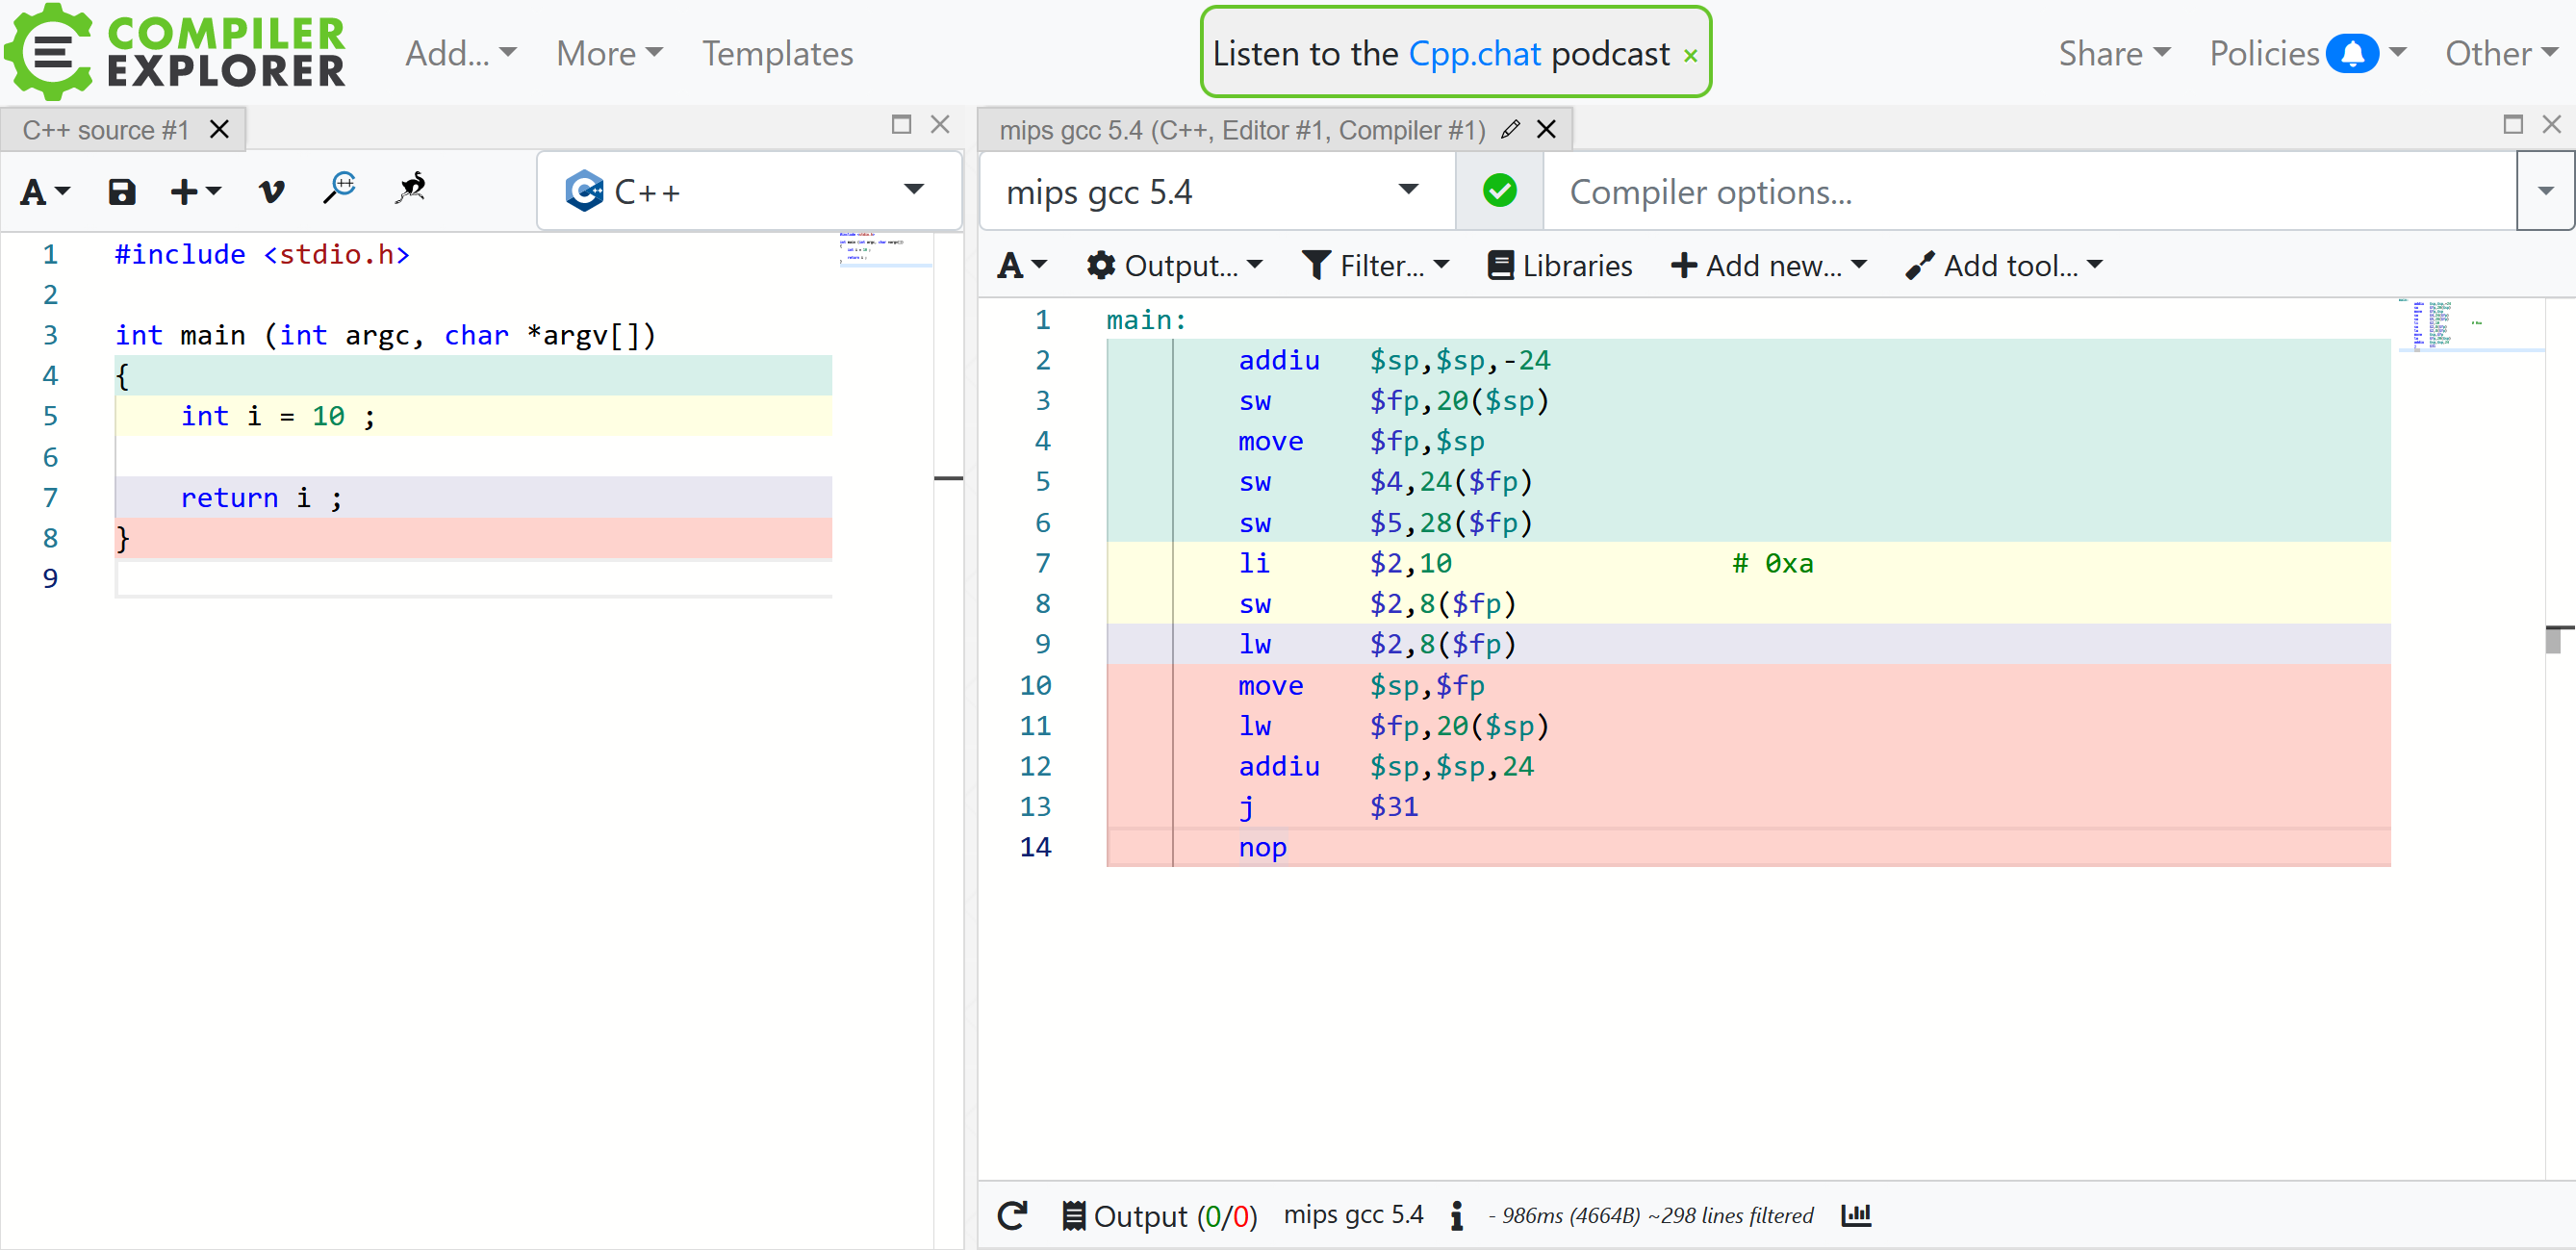 COMPILER
EXPLORER
Add... More Templates
Listen to the Cpp.chat podcast ×
Share Policies Other
C++ source #1
A + v C++
1 #include <stdio.h>
2
3 int main (int argc, char *argv[])
4 {
5     int i = 10 ;
6
7     return i ;
8 }
9
mips gcc 5.4 (C++, Editor #1, Compiler #1)
mips gcc 5.4 Compiler options...
A Output... Filter... Libraries Add new... Add tool...
1 main:
2         addiu   $sp,$sp,-24
3         sw      $fp,20($sp)
4         move    $fp,$sp
5         sw      $4,24($fp)
6         sw      $5,28($fp)
7         li      $2,10                 # 0xa
8         sw      $2,8($fp)
9         lw      $2,8($fp)
10        move    $sp,$fp
11        lw      $fp,20($sp)
12        addiu   $sp,$sp,24
13        j       $31
14        nop
Output (0/0) mips gcc 5.4 i - 986ms (4664B) ~298 lines filtered